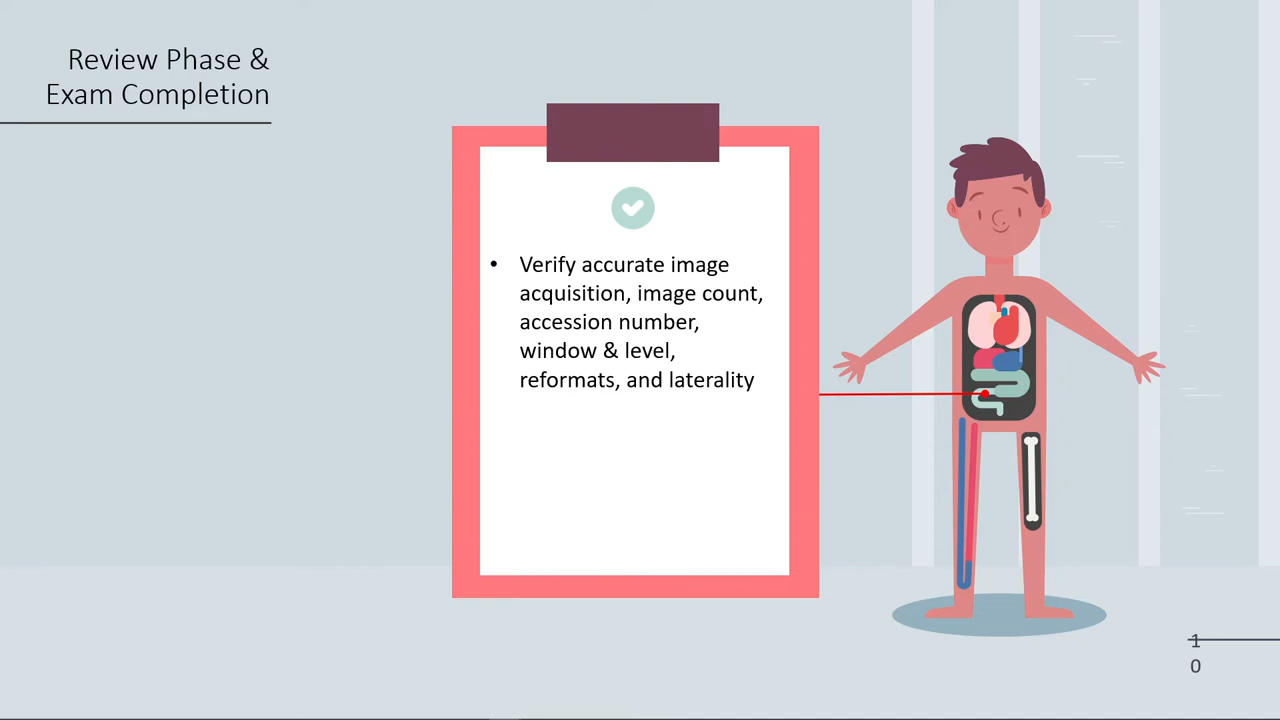 Review Phase &
Exam Completion
• Verify accurate image
acquisition, image count,
accession number,
window & level,
reformats, and laterality
1
0